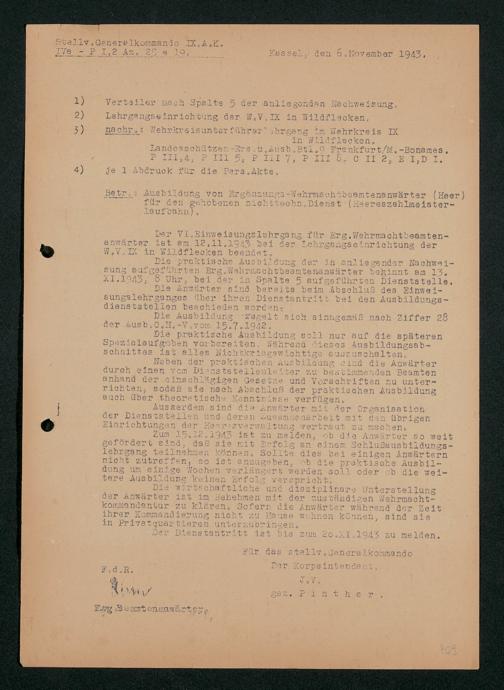 Stellv.Generalkommando IX.A.K.
IVa - P I,2 Az. 25 e 10.
Kassel, den 6.November 1943.
1) Verteiler nach Spalte 5 der anliegenden Nachweisung.
2) Lehrgangseinrichtung der W.V.IX in Wildflecken.
3) nachr.: Wehrkreisunterführerlehrgang im Wehrkreis IX
in Wildflecken.
Landesschützen-Ers.u.Ausb.Btl.9 Frankfurt/M.-Bonames.
P III,4, P III 5, P III 7, P III 8, C II 2, E I,D I.
4) je 1 Abdruck für die Pers.Akte.
Betr.: Ausbildung von Ergänzungs-Wehrmachtbeamtenanwärter (Heer)
für den gehobenen nichttechn.Dienst (Heereszahlmeister-
laufbahn).
Der VI.Einweisungslehrgang für Erg.Wehrmachtbeamten-
anwärter ist am 12.11.1943 bei der Lehrgangseinrichtung der
W.V.IX in Wildflecken beendet.
Die praktische Ausbildung der in anliegender Nachwei-
sung aufgeführten Erg.Wehrmachtbeamtenanwärter beginnt am 13.
XI.1943, 8 Uhr, bei der in Spalte 5 aufgeführten Dienststelle.
Die Anwärter sind bereits beim Abschluß des Einwei-
sungslehrganges über ihren Dienstantritt bei den Ausbildungs-
dienststellen beschieden worden.
Die Ausbildung regelt sich sinngemäß nach Ziffer 28
der Ausb.O.H.-V.vom 15.7.1942.
Die praktische Ausbildung soll nur auf die späteren
Spezialaufgaben vorbereiten. Während dieses Ausbildungsab-
schnittes ist alles Nichtkriegswichtige auszuschalten.
Neben der praktischen Ausbildung sind die Anwärter
durch einen vom Dienststellenleiter zu bestimmenden Beamten
anhand der einschlägigen Gesetze und Vorschriften zu unter-
richten, sodaß sie nach Abschluß der praktischen Ausbildung
auch über theoretische Kenntnisse verfügen.
Ausserdem sind die Anwärter mit der Organisation
der Dienststellen und deren Zusammenarbeit mit den übrigen
Einrichtungen der Heeresverwaltung vertraut zu machen.
Zum 15.12.1943 ist zu melden, ob die Anwärter so weit
gefördert sind, daß sie mit Erfolg an einem Schlußausbildungs-
lehrgang teilnehmen können. Sollte dies bei einigen Anwärtern
nicht zutreffen, so ist anzugeben, ob die praktische Ausbil-
dung um einige Wochen verlängert werden soll oder ob die wei-
tere Ausbildung keinen Erfolg verspricht.
Die wirtschaftliche und disziplinare Unterstellung
der Anwärter ist im Benehmen mit der zuständigen Wehrmacht-
kommandantur zu klären. Sofern die Anwärter während der Zeit
ihrer Kommandierung nicht zu Hause wohnen können, sind sie
in Privatquartieren unterzubringen.
Der Dienstantritt ist bis zum 20.XI.1943 zu melden.
Für das stellv.Generalkommando
Der Korpsintendant.
I.V.
gez. P i n t h e r .
F.d.R.
Erg.Beamtenanwärter.